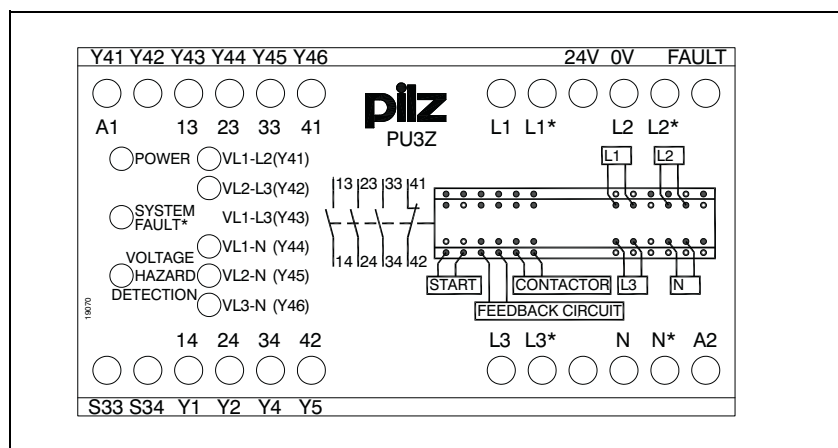 Y41 Y42 Y43 Y44 Y45 Y46 24V 0V FAULT
A1 13 23 33 41 pilz L1 L1* L2 L2*
PU3Z
POWER VL1-L2(Y41) L1 L2
VL2-L3(Y42) 13 23 33 41
SYSTEM
FAULT* VL1-L3(Y43)
VOLTAGE VL1-N (Y44)
HAZARD VL2-N (Y45) 14 24 34 42 START CONTACTOR L3 N
DETECTION VL3-N (Y46) FEEDBACK CIRCUIT
19070
14 24 34 42 L3 L3* N N* A2
S33 S34 Y1 Y2 Y4 Y5